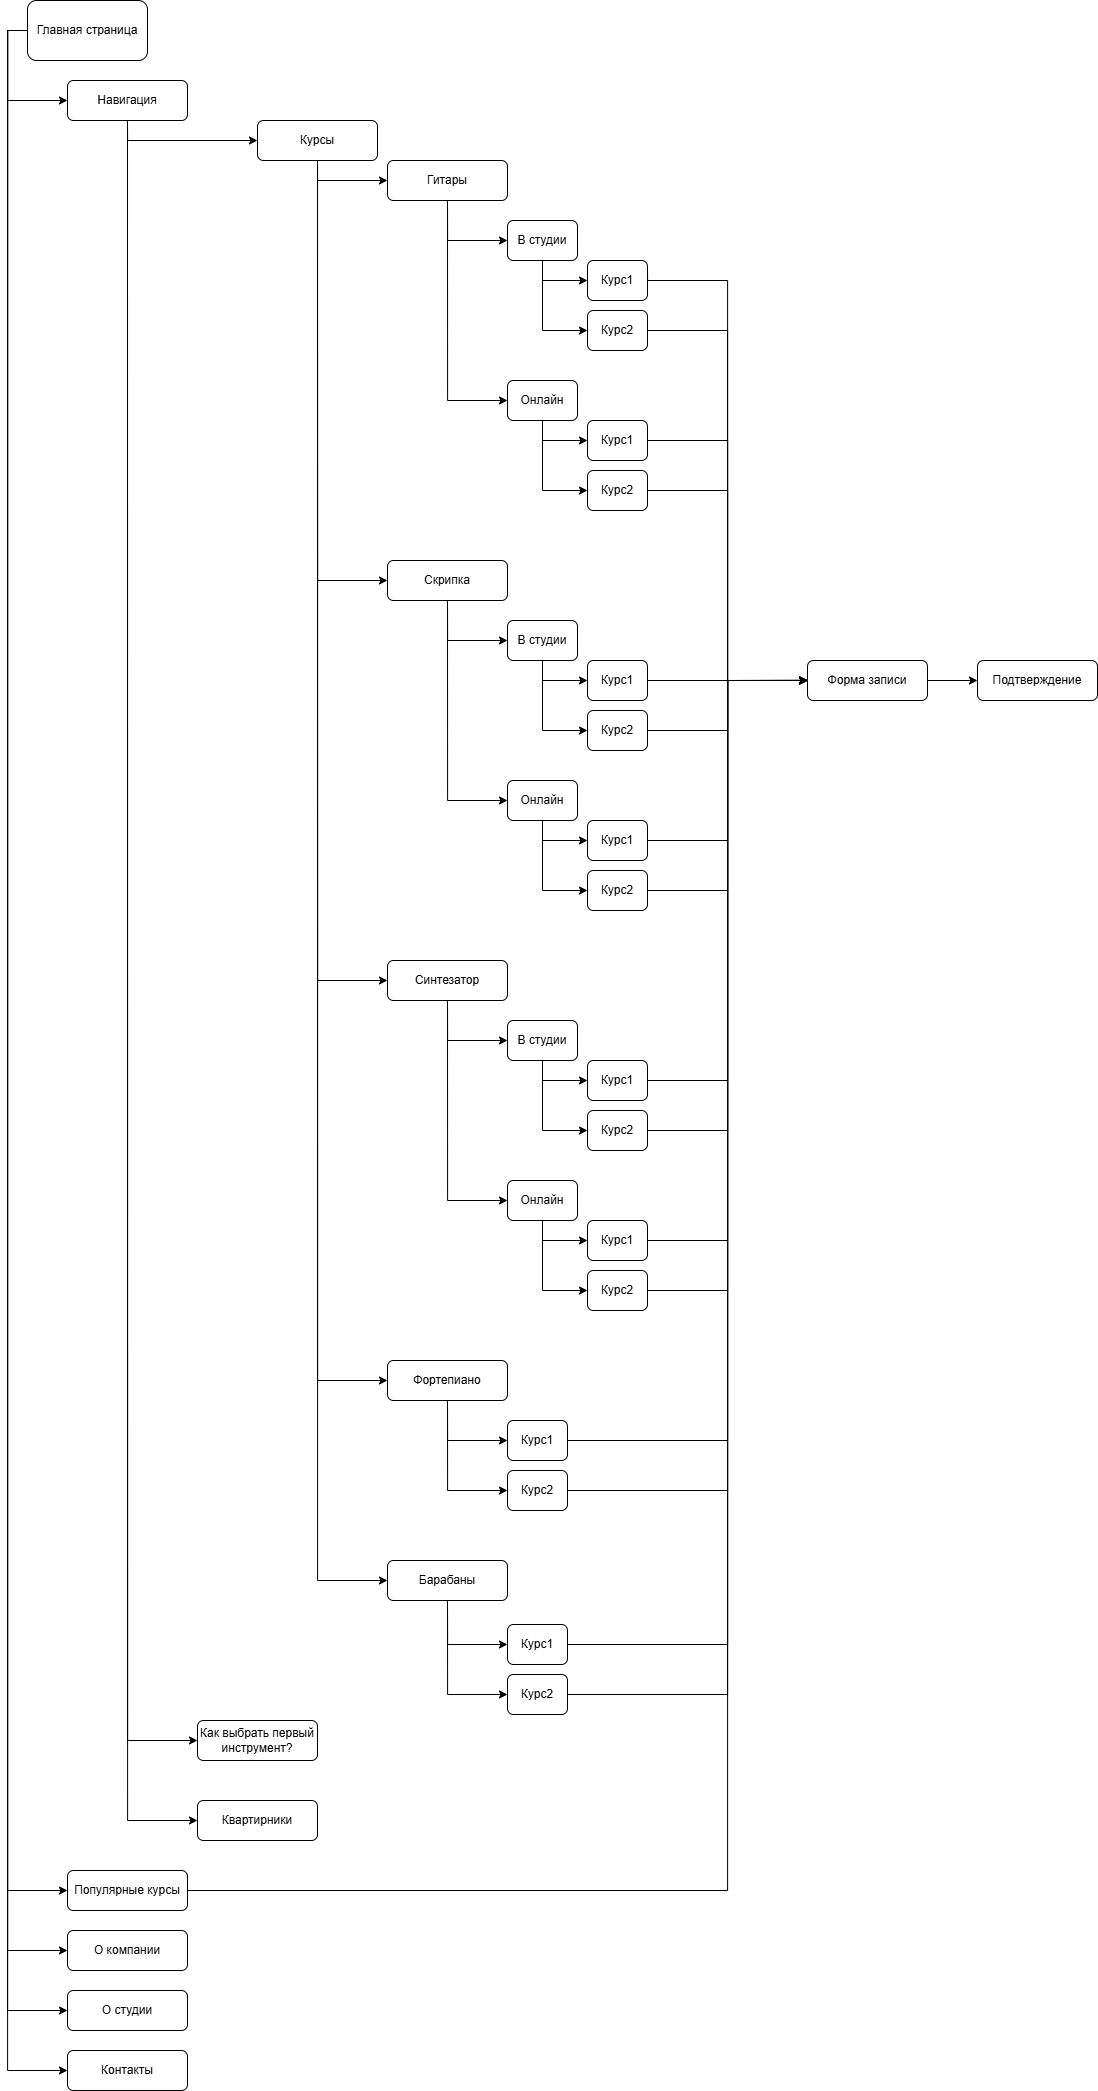 Главная страница
Навигация
Курсы
Гитары
В студии
Курс1
Курс2
Онлайн
Курс1
Курс2
Скрипка
В студии
Курс1
Форма записи
Подтверждение
Курс2
Онлайн
Курс1
Курс2
Синтезатор
В студии
Курс1
Курс2
Онлайн
Курс1
Курс2
Фортепиано
Курс1
Курс2
Барабаны
Курс1
Курс2
Как выбрать первый
инструмент?
Квартирники
Популярные курсы
О компании
О студии
Контакты